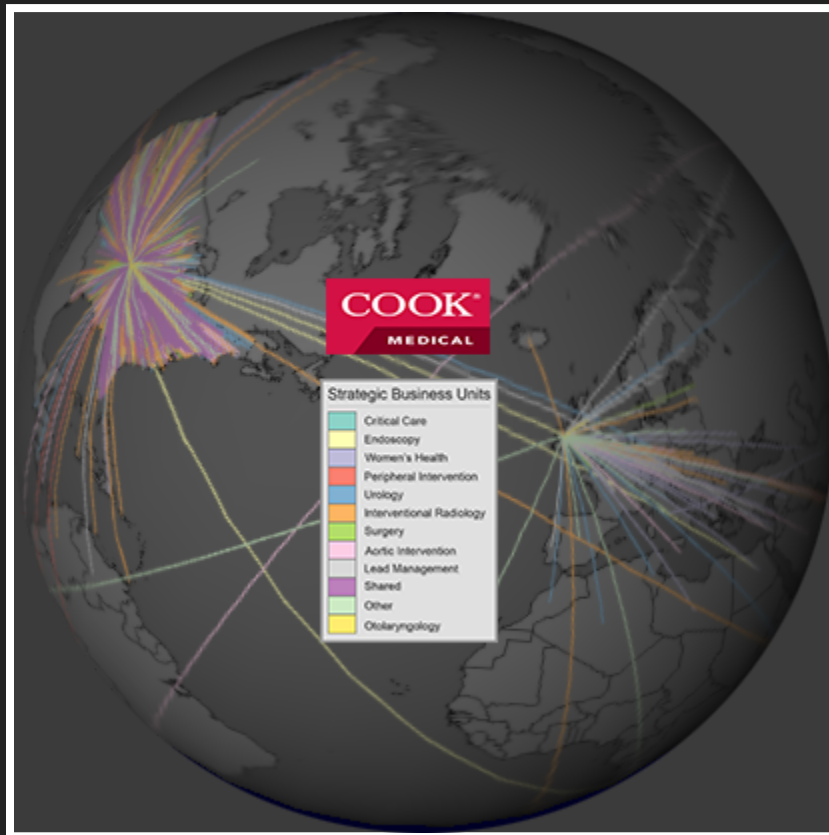 COOK®
MEDICAL
Strategic Business Units
Critical Care
Endoscopy
Women's Health
Peripheral Intervention
Urology
Interventional Radiology
Surgery
Aortic Intervention
Lead Management
Shared
Other
Otolaryngology